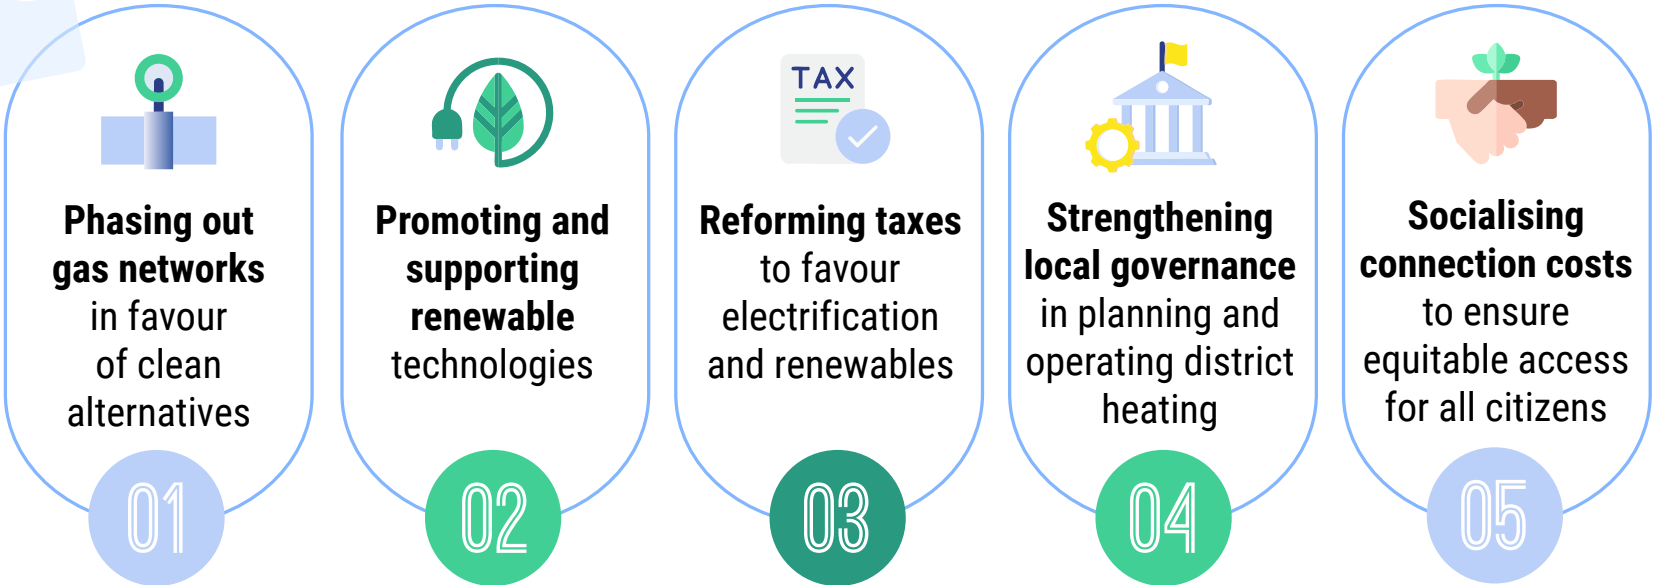 Phasing out
gas networks
in favour
of clean
alternatives
01
Promoting and
supporting
renewable
technologies
02
TAX
Reforming taxes
to favour
electrification
and renewables
03
Strengthening
local governance
in planning and
operating district
heating
04
Socialising
connection costs
to ensure
equitable access
for all citizens
05